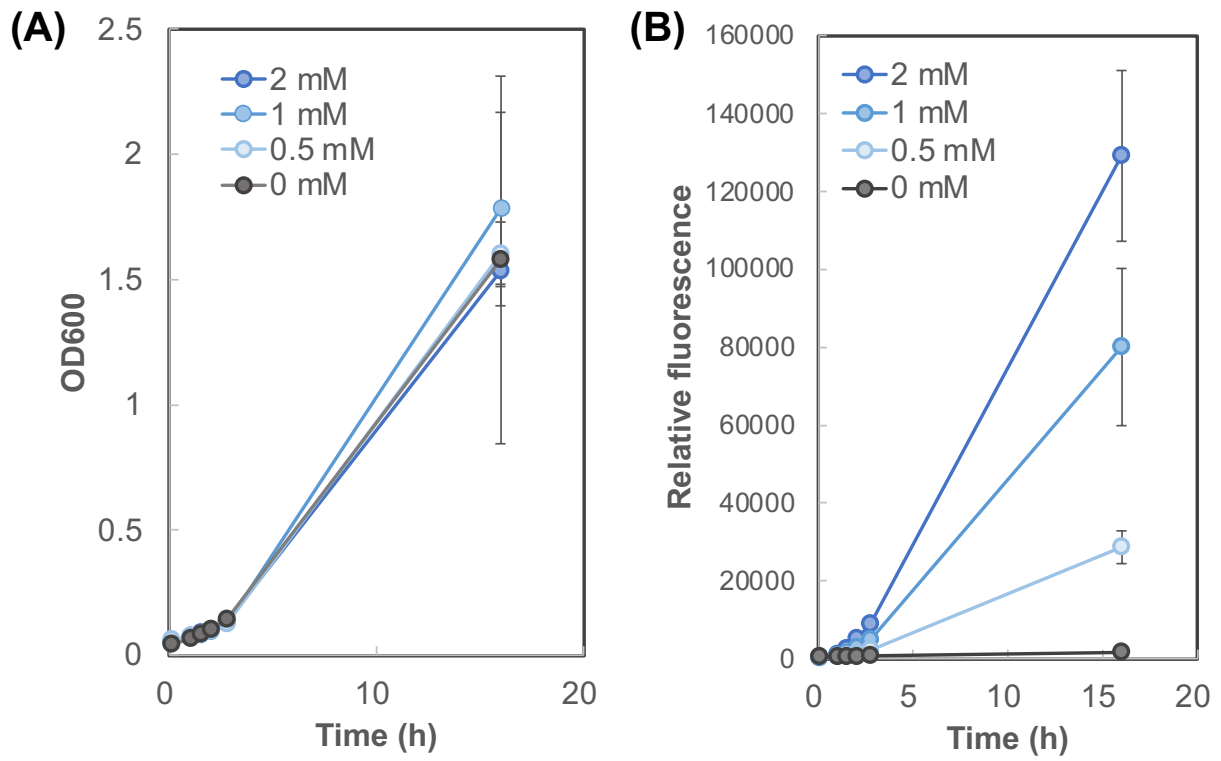 (A)
2.5
2
1.5
1
0.5
0
OD600
2 mM
1 mM
0.5 mM
0 mM
0
10
20
Time (h)
(B)
160000
140000
120000
100000
80000
60000
40000
20000
0
Relative fluorescence
2 mM
1 mM
0.5 mM
0 mM
0
5
10
15
20
Time (h)